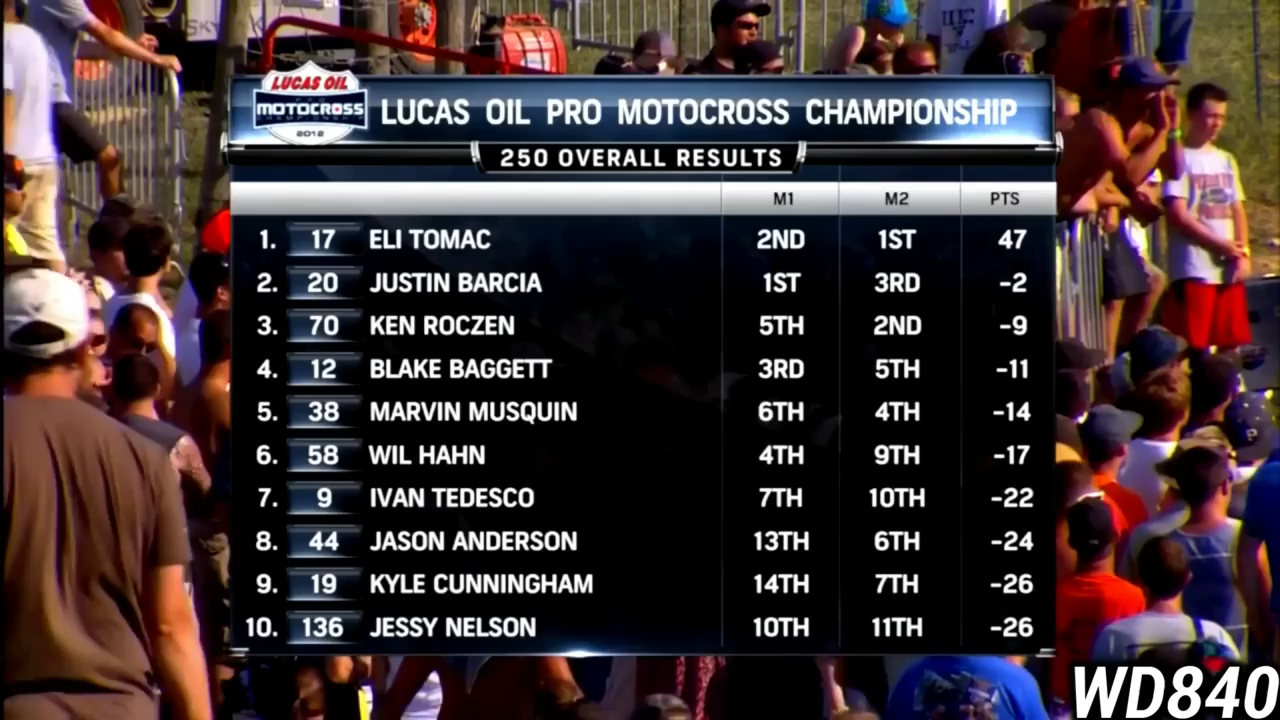 LUCAS OIL
PRO
MOTOCROSS
CHAMPIONSHIP
2012
LUCAS OIL PRO MOTOCROSS CHAMPIONSHIP
250 OVERALL RESULTS
M1 M2 PTS
1. 17 ELI TOMAC 2ND 1ST 47
2. 20 JUSTIN BARCIA 1ST 3RD -2
3. 70 KEN ROCZEN 5TH 2ND -9
4. 12 BLAKE BAGGETT 3RD 5TH -11
5. 38 MARVIN MUSQUIN 6TH 4TH -14
6. 58 WIL HAHN 4TH 9TH -17
7. 9 IVAN TEDESCO 7TH 10TH -22
8. 44 JASON ANDERSON 13TH 6TH -24
9. 19 KYLE CUNNINGHAM 14TH 7TH -26
10. 136 JESSY NELSON 10TH 11TH -26
WD840